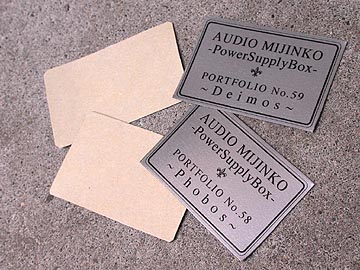 AUDIO MIJINKO
-PowerSupplyBox-
PORTFOLIO No.59
~Deimos~
AUDIO MIJINKO
-PowerSupplyBox-
PORTFOLIO No.58
~Phobos~